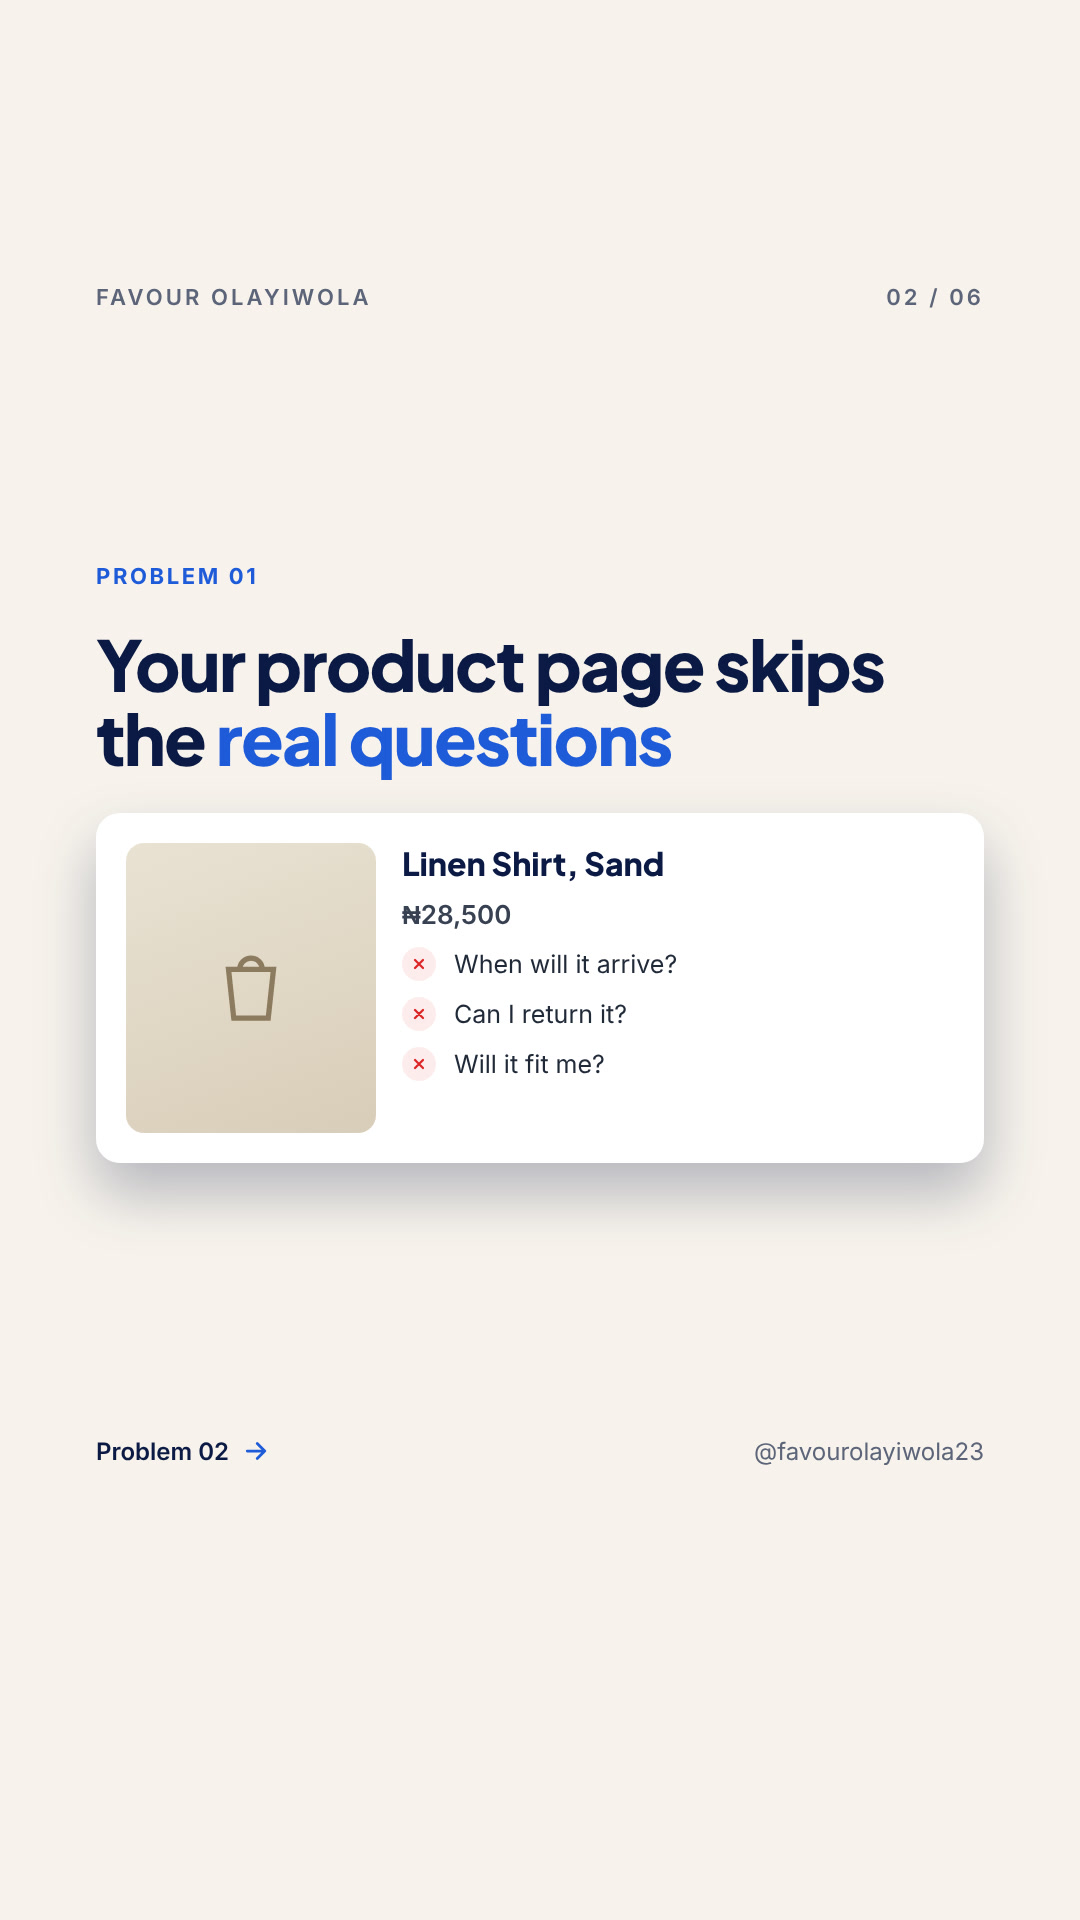 FAVOUR OLAYIWOLA
02 / 06
PROBLEM 01
Your product page skips
the real questions
Linen Shirt, Sand
₦28,500
When will it arrive?
Can I return it?
Will it fit me?
Problem 02 →
@favourolayiwola23